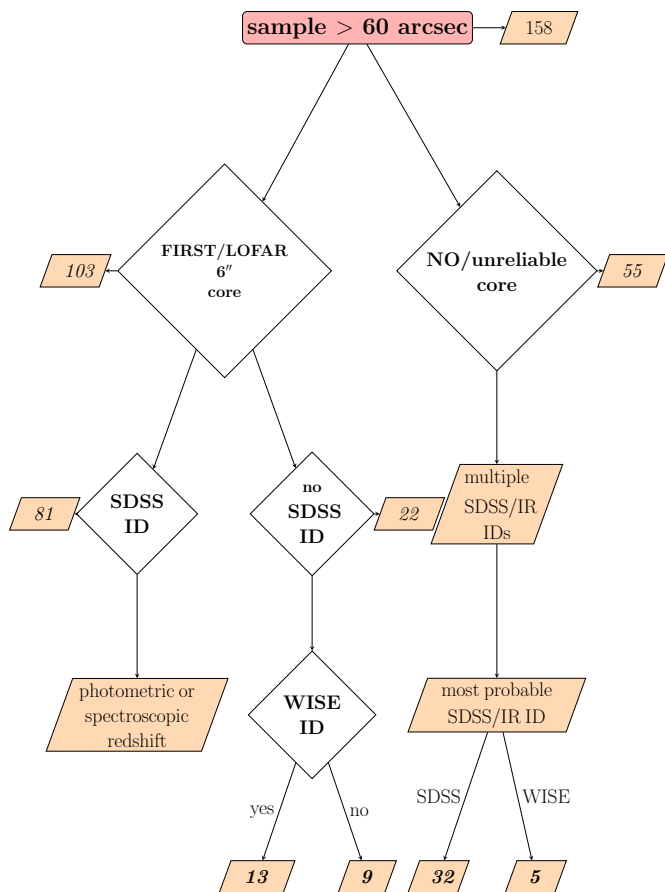 sample > 60 arcsec
158
FIRST/LOFAR
6″
core
103
NO/unreliable
core
55
SDSS
ID
81
no
SDSS
ID
22
multiple
SDSS/IR
IDs
photometric or
spectroscopic
redshift
WISE
ID
most probable
SDSS/IR ID
yes
no
SDSS
WISE
13
9
32
5